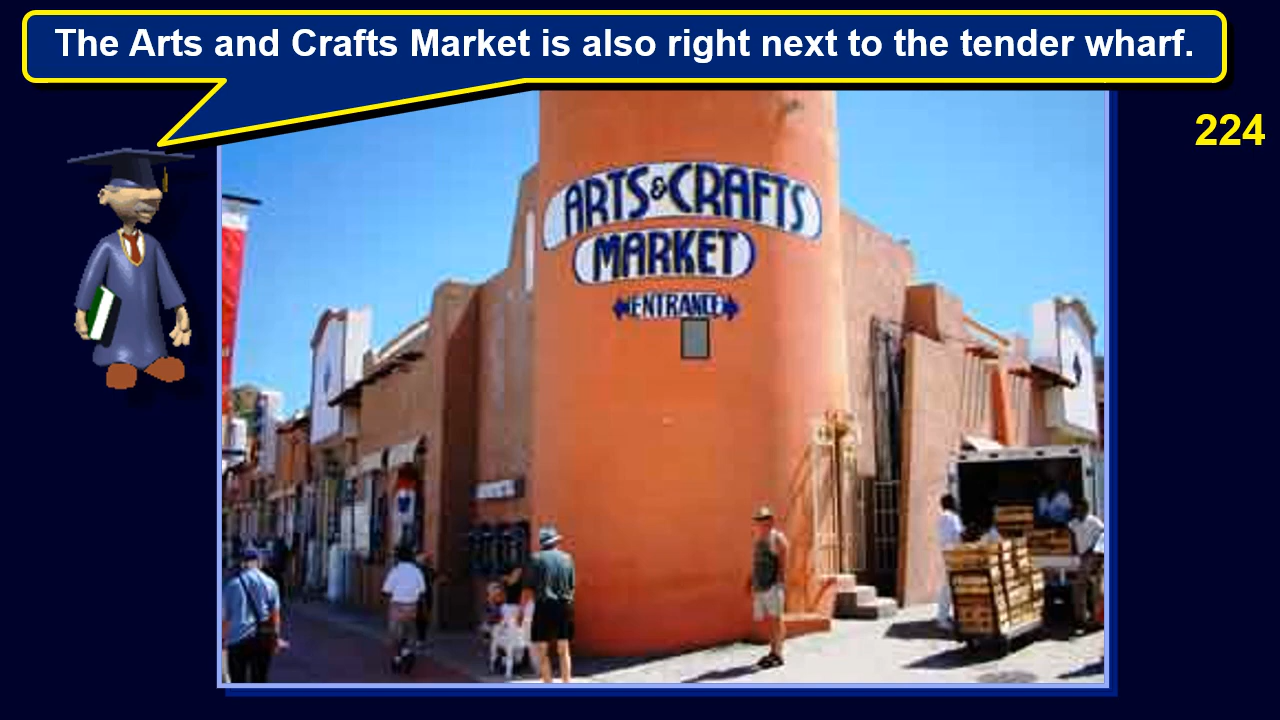 The Arts and Crafts Market is also right next to the tender wharf.
224
ARTS & CRAFTS
MARKET
ENTRANCE